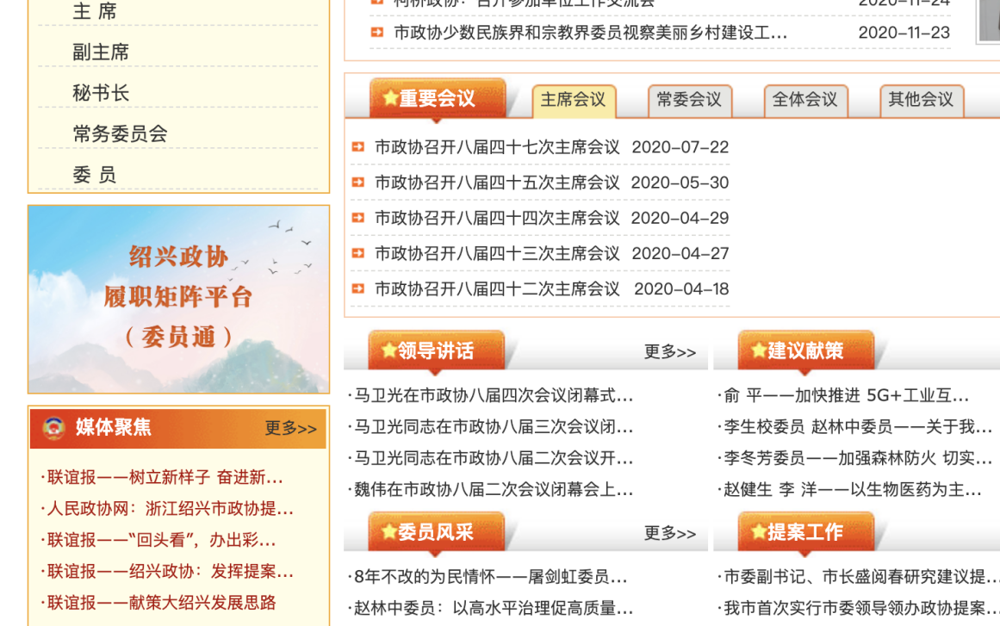 主 席
副主席
秘书长
常务委员会
委 员
绍兴政协
履职矩阵平台
（委员通）
媒体聚焦 更多>>
·联谊报——树立新样子 奋进新...
·人民政协网：浙江绍兴市政协提...
·联谊报——“回头看”，办出彩...
·联谊报——绍兴政协：发挥提案...
·联谊报——献策大绍兴发展思路
柯桥政协：召开参加单位工作交流会 2020-11-24
市政协少数民族界和宗教界委员视察美丽乡村建设工... 2020-11-23
重要会议 主席会议 常委会议 全体会议 其他会议
市政协召开八届四十七次主席会议 2020-07-22
市政协召开八届四十五次主席会议 2020-05-30
市政协召开八届四十四次主席会议 2020-04-29
市政协召开八届四十三次主席会议 2020-04-27
市政协召开八届四十二次主席会议 2020-04-18
领导讲话 更多>>
·马卫光在市政协八届四次会议闭幕式...
·马卫光同志在市政协八届三次会议闭...
·马卫光同志在市政协八届二次会议开...
·魏伟在市政协八届二次会议闭幕会上...
建议献策
·俞 平——加快推进 5G+工业互...
·李生校委员 赵林中委员——关于我...
·李冬芳委员——加强森林防火 切实...
·赵健生 李 洋——以生物医药为主...
委员风采 更多>>
·8年不改的为民情怀——屠剑虹委员...
·赵林中委员：以高水平治理促高质量...
提案工作
·市委副书记、市长盛阅春研究建议提...
·我市首次实行市委领导领办政协提案...